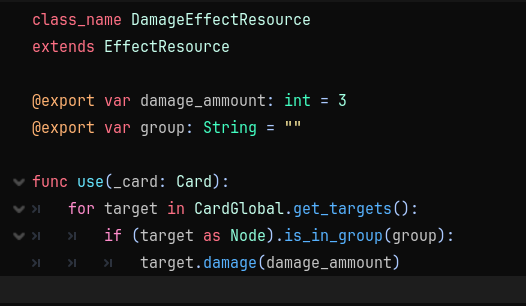 class_name DamageEffectResource
extends EffectResource
@export var damage_ammount: int = 3
@export var group: String = ""
func use(_card: Card):
for target in CardGlobal.get_targets():
if (target as Node).is_in_group(group):
target.damage(damage_ammount)